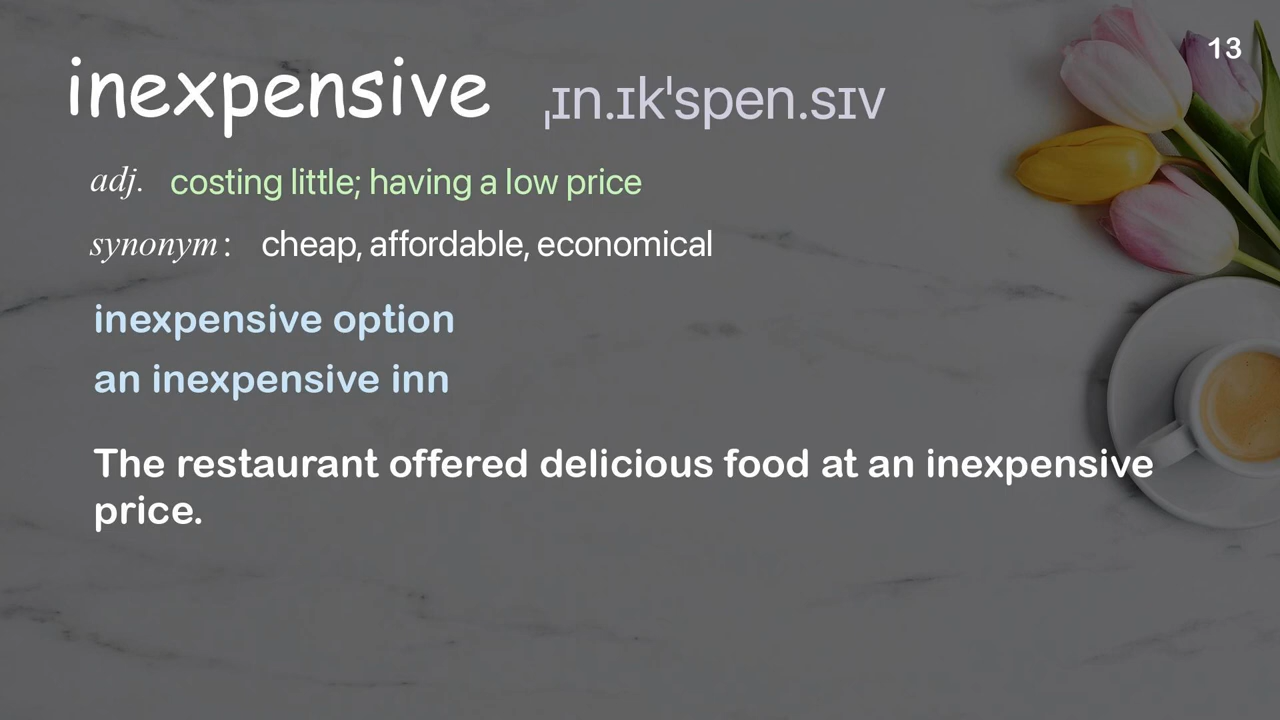 13
inexpensive ˌɪn.ɪkˈspen.sɪv
adj. costing little; having a low price
synonym: cheap, affordable, economical
inexpensive option
an inexpensive inn
The restaurant offered delicious food at an inexpensive
price.